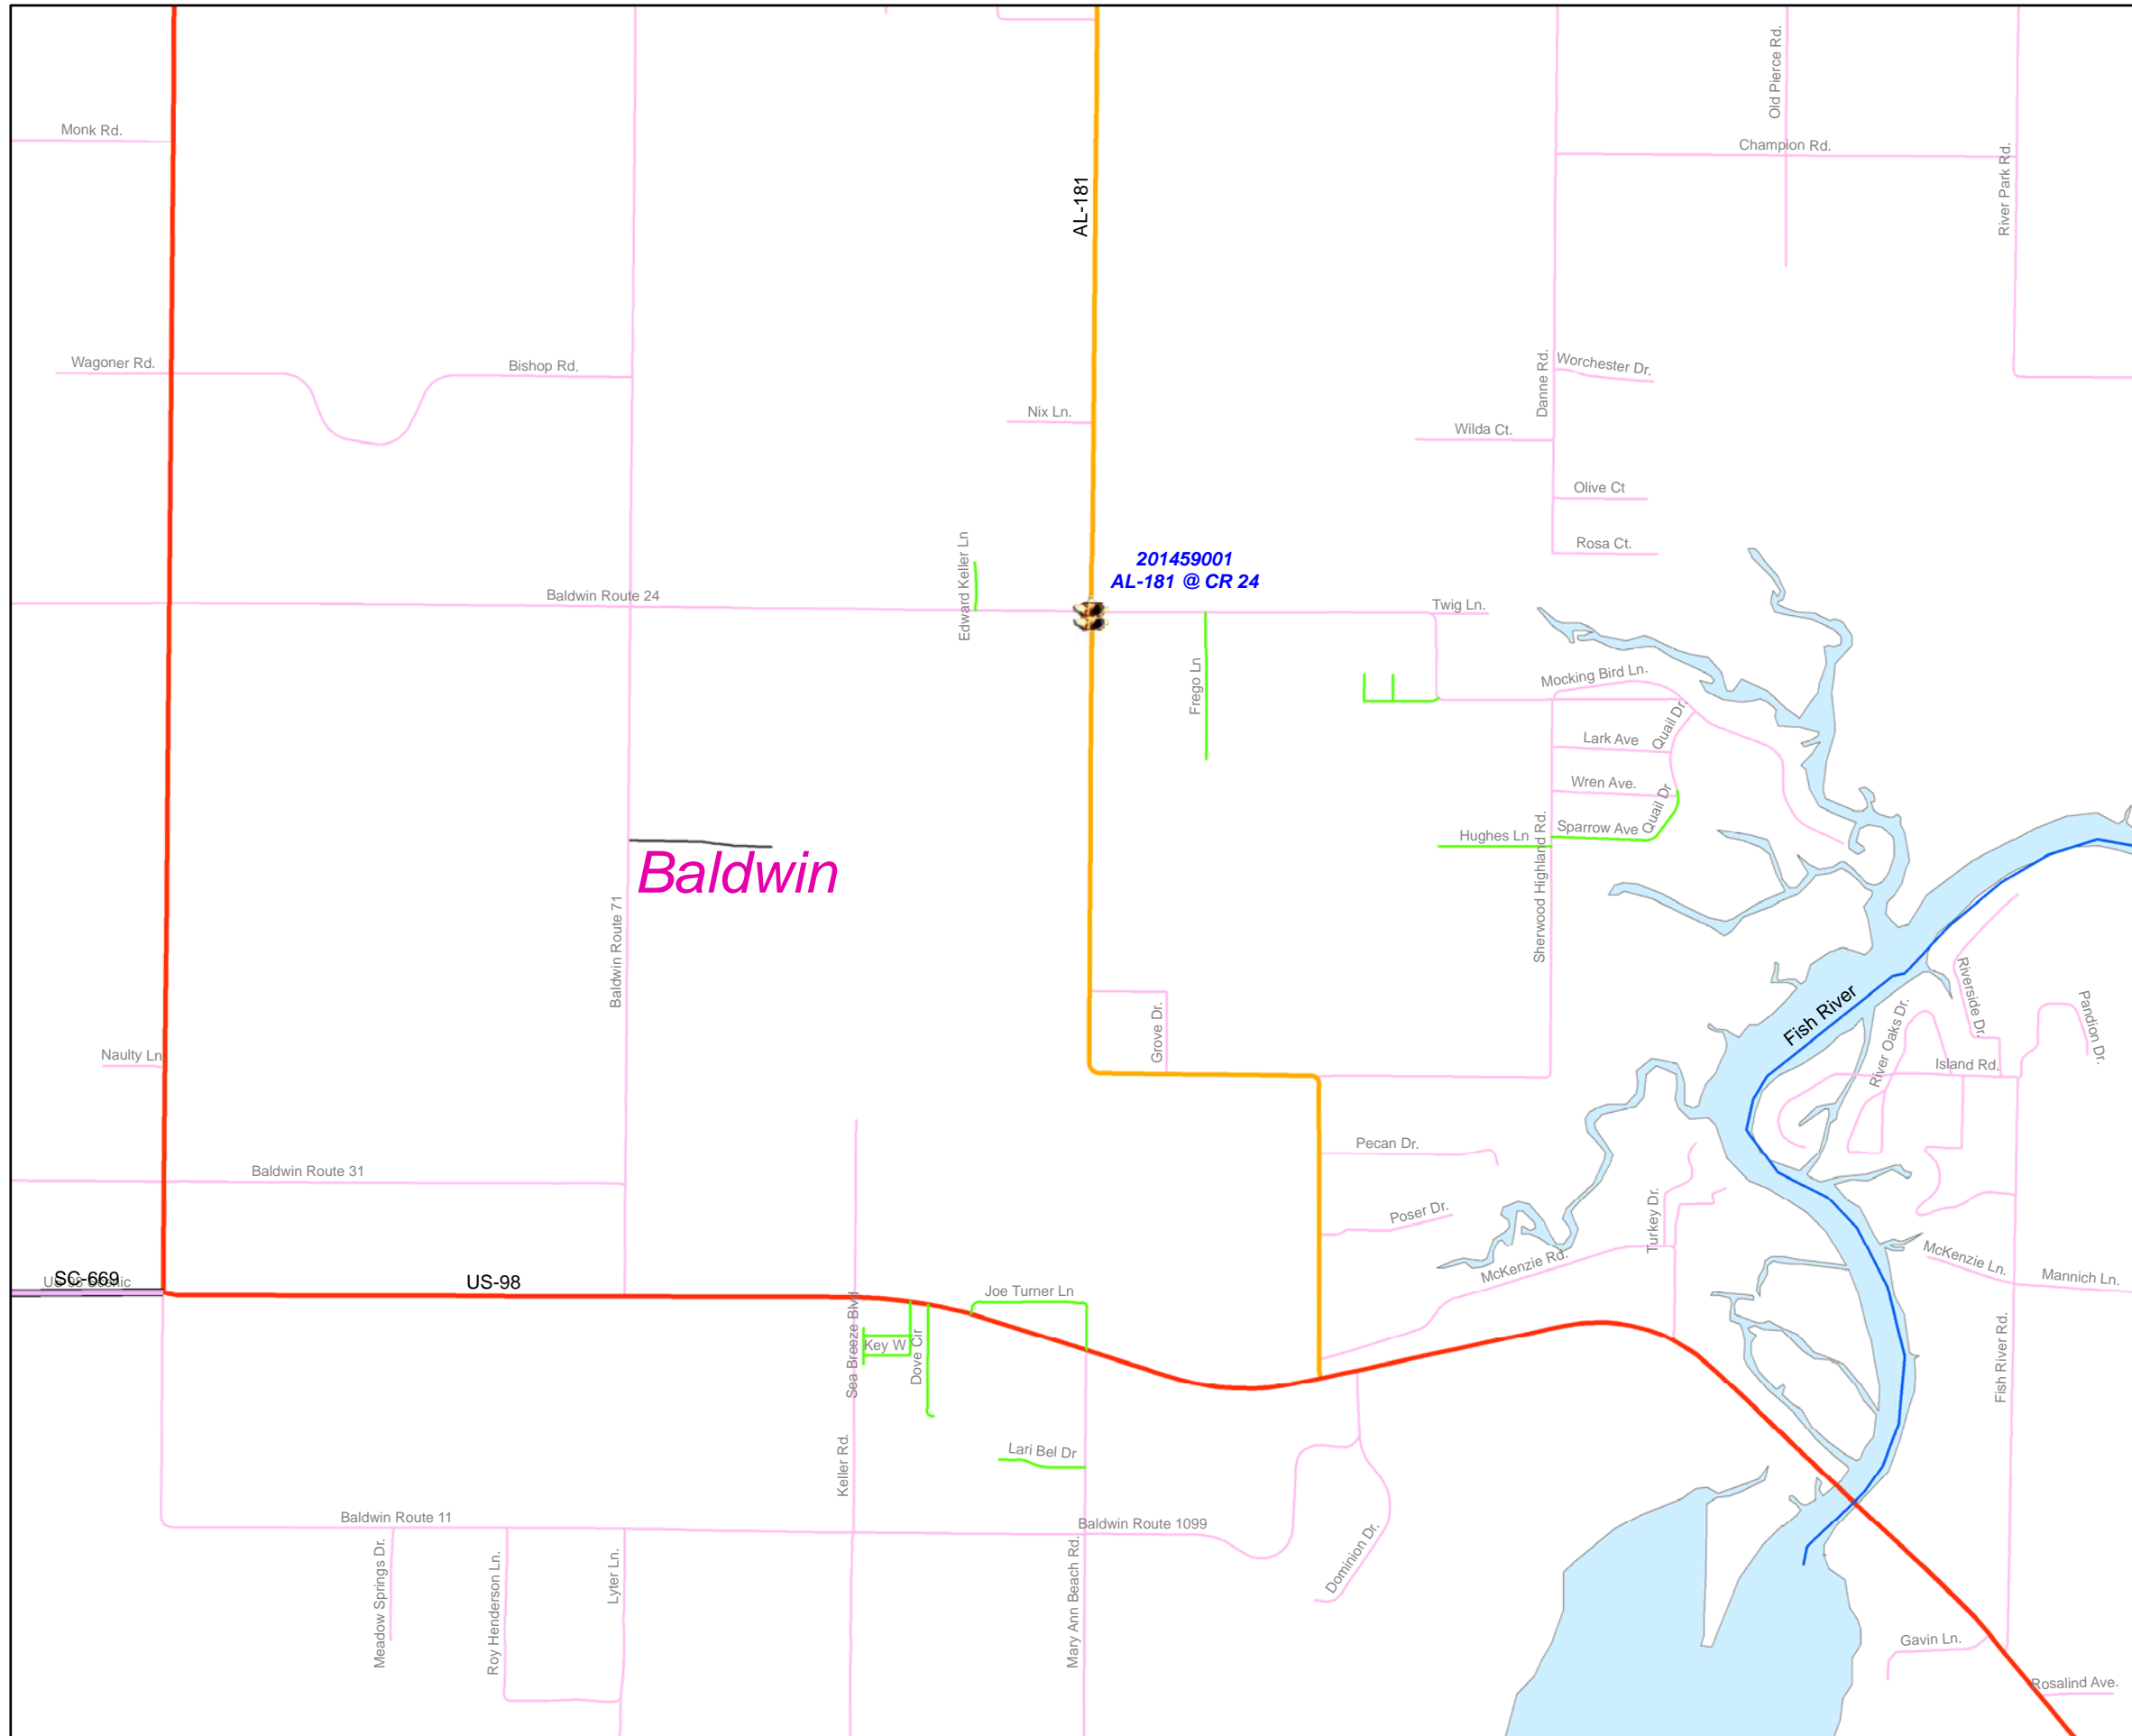 Old Pierce Rd.
Monk Rd.
Champion Rd.
AL-181
River Park Rd.
Wagoner Rd.
Bishop Rd.
Danne Rd.
Worchester Dr.
Nix Ln.
Wilda Ct.
Olive Ct
Rosa Ct.
Edward Keller Ln
201459001
AL-181 @ CR 24
Baldwin Route 24
Twig Ln.
Frego Ln
Mocking Bird Ln.
Quail Dr.
Lark Ave
Wren Ave.
Quail Dr
Sparrow Ave
Hughes Ln
Sherwood Highland Rd.
Baldwin
Baldwin Route 71
Fish River
Riverside Dr.
River Oaks Dr.
Pandion Dr.
Grove Dr.
Naulty Ln
Island Rd.
Pecan Dr.
Baldwin Route 31
Poser Dr.
Turkey Dr.
McKenzie Rd.
McKenzie Ln.
Mannich Ln.
SC-669
US-98 Scenic
US-98
Joe Turner Ln
Sea Breeze Blvd
Key W
Dove Cir
Fish River Rd.
Lari Bel Dr
Keller Rd.
Baldwin Route 11
Baldwin Route 1099
Dominion Dr.
Meadow Springs Dr.
Roy Henderson Ln.
Lyter Ln.
Mary Ann Beach Rd.
Gavin Ln.
Rosalind Ave.